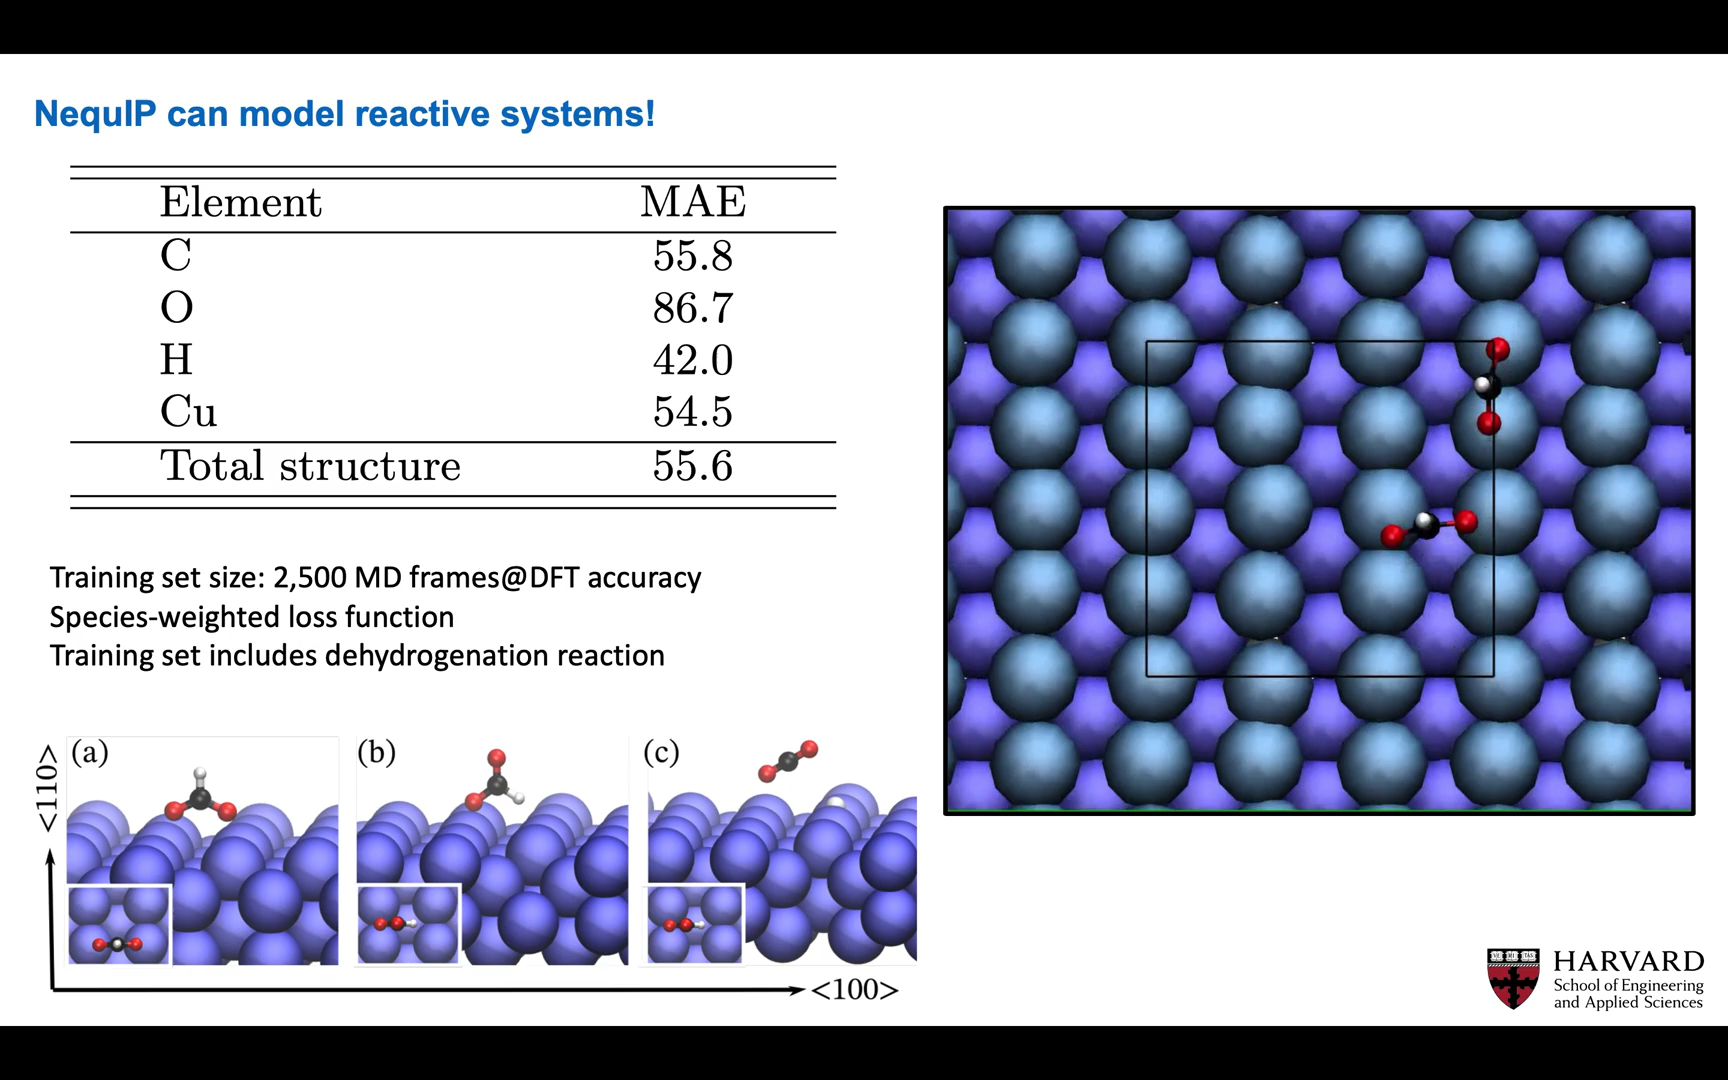 NequIP can model reactive systems!
Element MAE
C 55.8
O 86.7
H 42.0
Cu 54.5
Total structure 55.6
Training set size: 2,500 MD frames@DFT accuracy
Species-weighted loss function
Training set includes dehydrogenation reaction
(a) (b) (c)
<110>
<100>
HARVARD
School of Engineering
and Applied Sciences